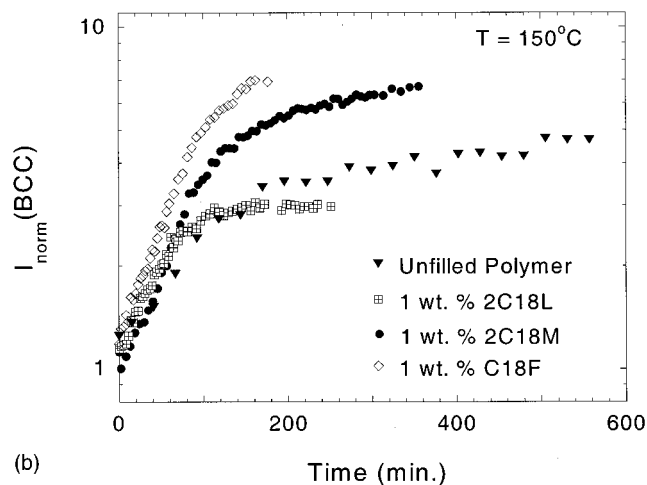 10
T = 150°C
I norm (BCC)
▼ Unfilled Polymer
⊞ 1 wt. % 2C18L
● 1 wt. % 2C18M
◇ 1 wt. % C18F
1
0 200 400 600
(b) Time (min.)